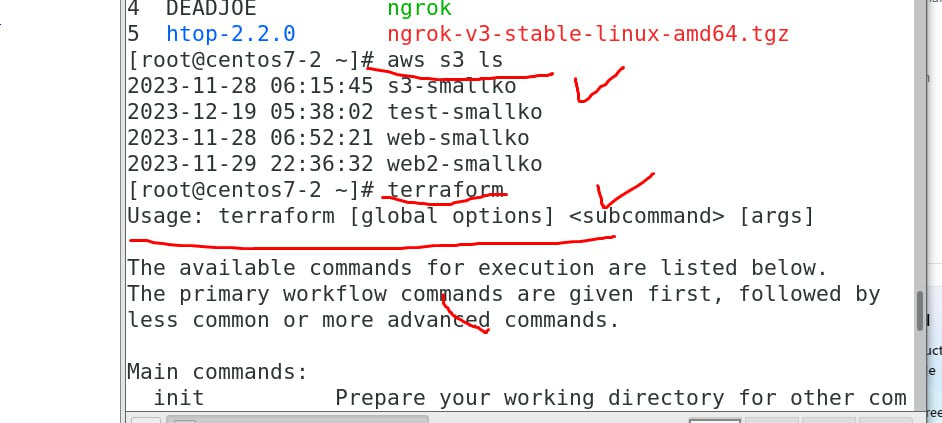 4  DEADJOE          ngrok
5  htop-2.2.0       ngrok-v3-stable-linux-amd64.tgz
[root@centos7-2 ~]# aws s3 ls
2023-11-28 06:15:45 s3-smallko
2023-12-19 05:38:02 test-smallko
2023-11-28 06:52:21 web-smallko
2023-11-29 22:36:32 web2-smallko
[root@centos7-2 ~]# terraform
Usage: terraform [global options] <subcommand> [args]
The available commands for execution are listed below.
The primary workflow commands are given first, followed by
less common or more advanced commands.
Main commands:
  init          Prepare your working directory for other com